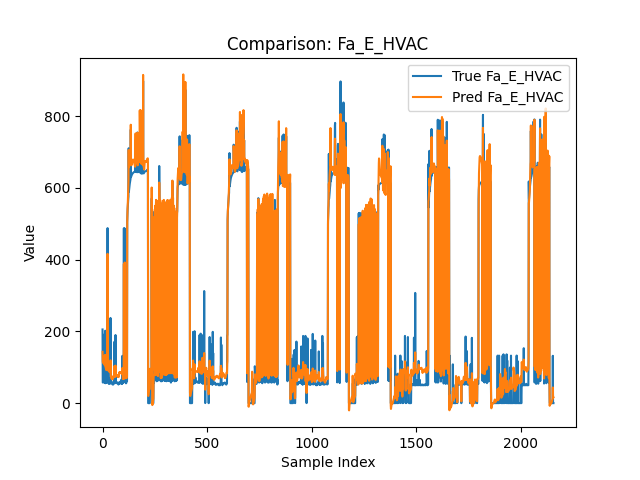 Comparison: Fa_E_HVAC
True Fa_E_HVAC
Pred Fa_E_HVAC
800
600
400
200
0
Value
0 500 1000 1500 2000
Sample Index